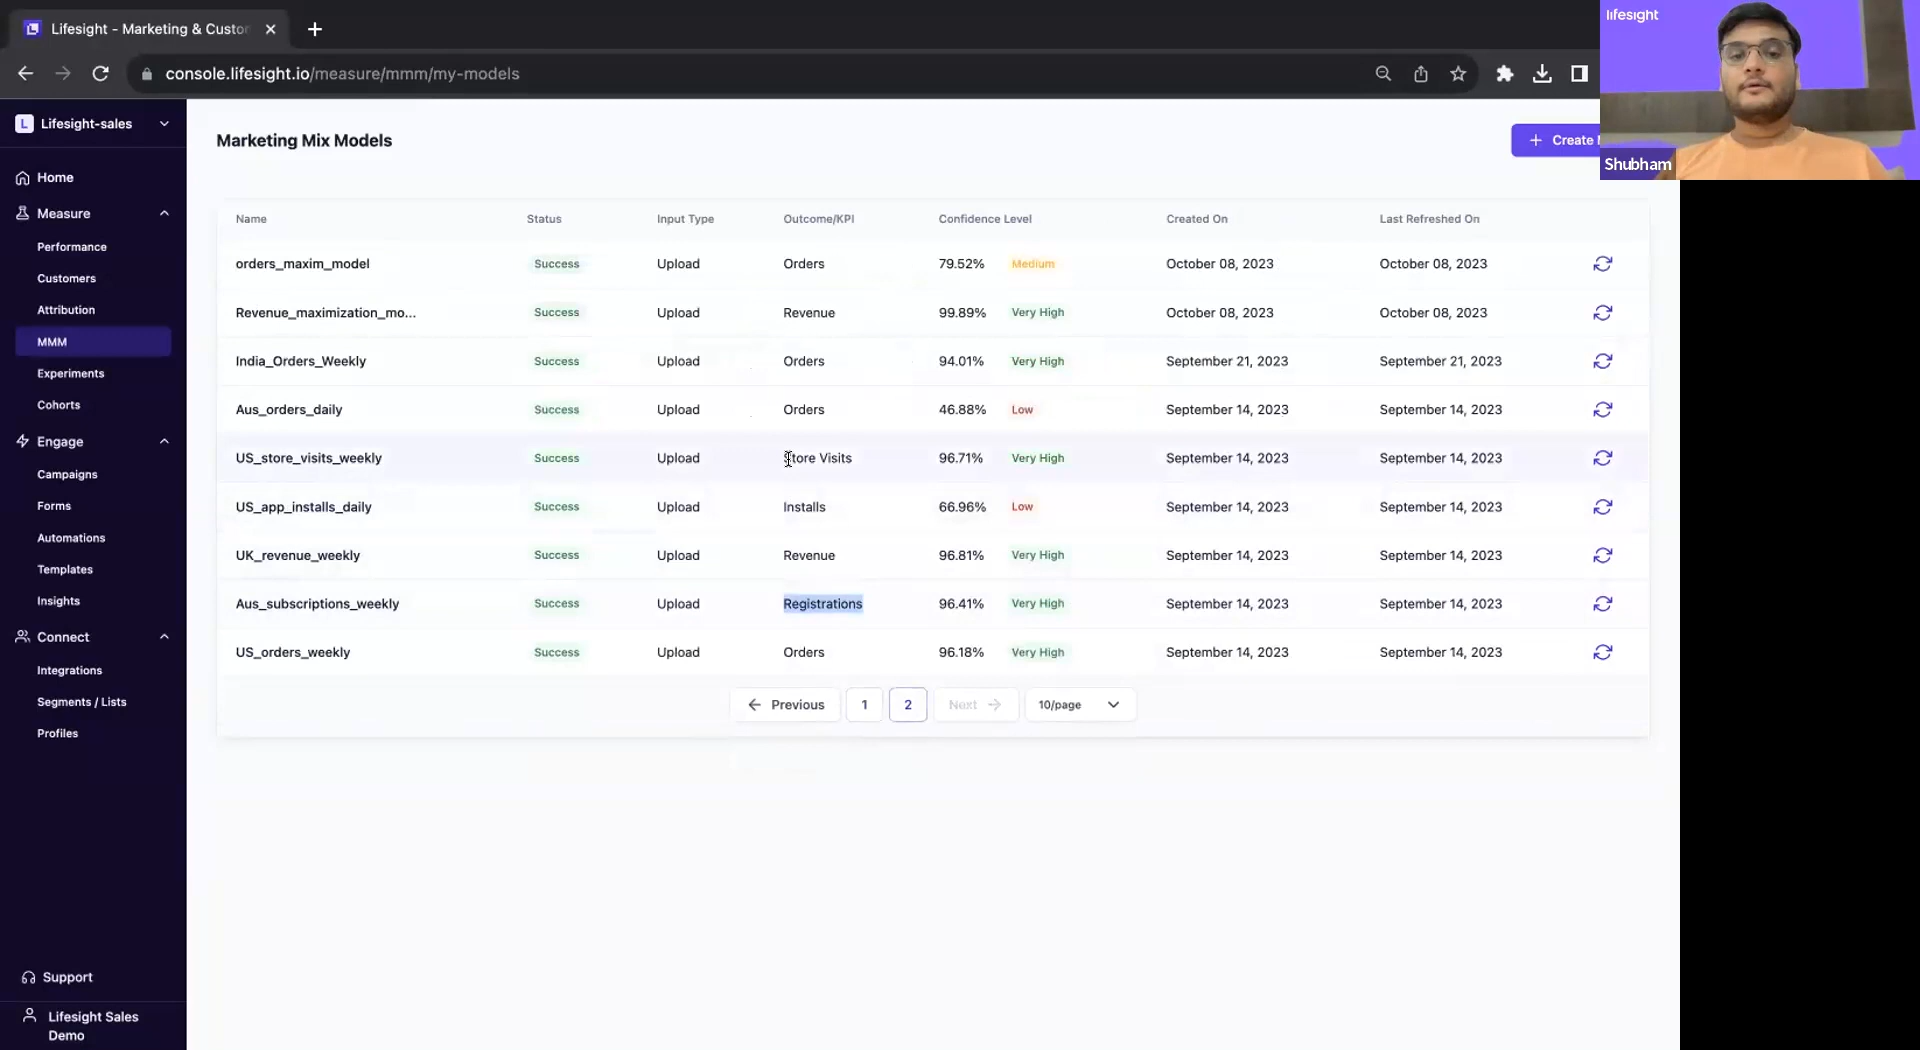 Lifesight - Marketing & Custo
console.lifesight.io/measure/mmm/my-models
lifesight
Shubham
L Lifesight-sales
Home
Measure
Performance
Customers
Attribution
MMM
Experiments
Cohorts
Engage
Campaigns
Forms
Automations
Templates
Insights
Connect
Integrations
Segments / Lists
Profiles
Support
Lifesight Sales
Demo
Marketing Mix Models
+ Create
Name Status Input Type Outcome/KPI Confidence Level Created On Last Refreshed On
orders_maxim_model Success Upload Orders 79.52% Medium October 08, 2023 October 08, 2023
Revenue_maximization_mo... Success Upload Revenue 99.89% Very High October 08, 2023 October 08, 2023
India_Orders_Weekly Success Upload Orders 94.01% Very High September 21, 2023 September 21, 2023
Aus_orders_daily Success Upload Orders 46.88% Low September 14, 2023 September 14, 2023
US_store_visits_weekly Success Upload Store Visits 96.71% Very High September 14, 2023 September 14, 2023
US_app_installs_daily Success Upload Installs 66.96% Low September 14, 2023 September 14, 2023
UK_revenue_weekly Success Upload Revenue 96.81% Very High September 14, 2023 September 14, 2023
Aus_subscriptions_weekly Success Upload Registrations 96.41% Very High September 14, 2023 September 14, 2023
US_orders_weekly Success Upload Orders 96.18% Very High September 14, 2023 September 14, 2023
Previous 1 2 Next 10/page